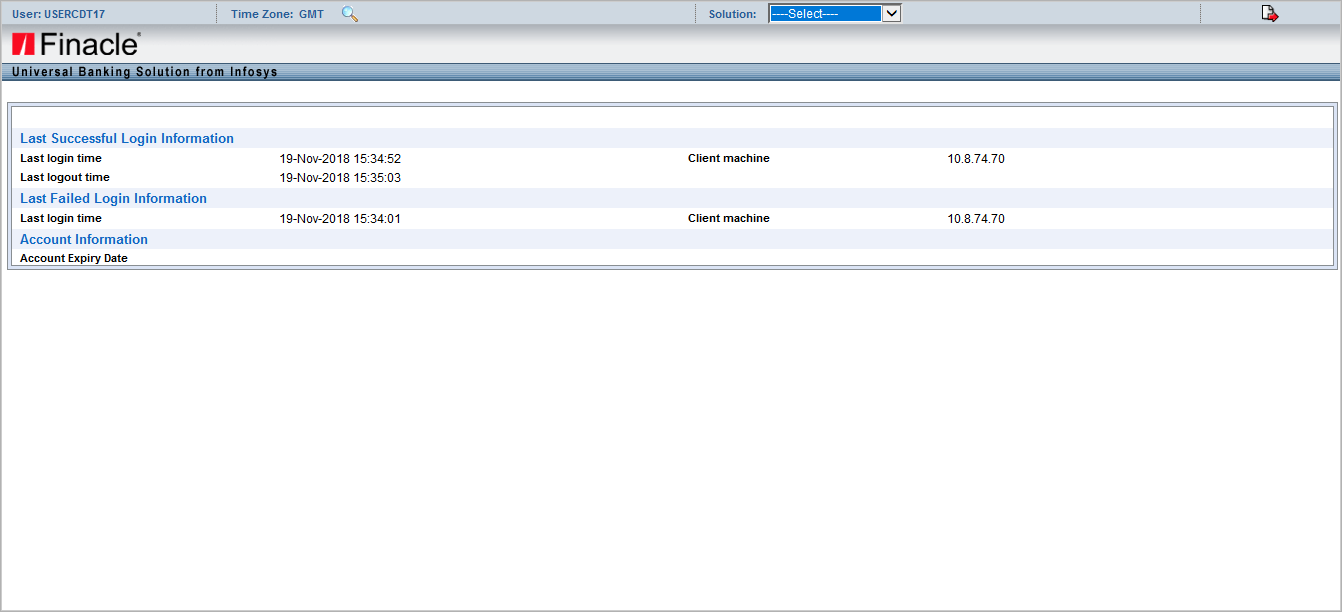 User: USERCDT17 Time Zone: GMT Solution: ----Select----
Finacle®
Universal Banking Solution from Infosys
Last Successful Login Information
Last login time 19-Nov-2018 15:34:52 Client machine 10.8.74.70
Last logout time 19-Nov-2018 15:35:03
Last Failed Login Information
Last login time 19-Nov-2018 15:34:01 Client machine 10.8.74.70
Account Information
Account Expiry Date